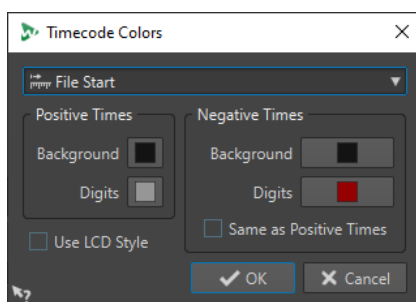 Timecode Colors
File Start
Positive Times
Negative Times
Background
Background
Digits
Digits
Same as Positive Times
Use LCD Style
OK
Cancel